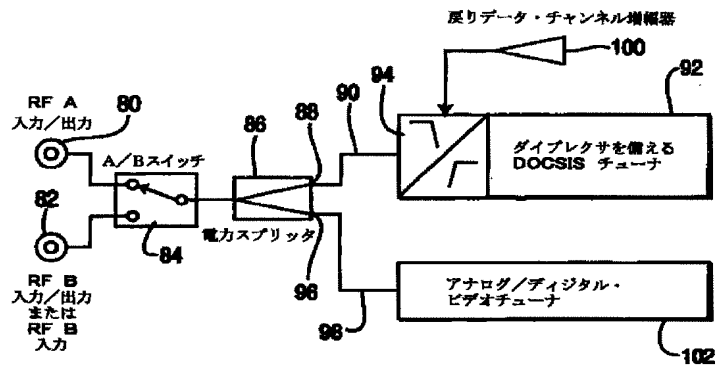 戻りデータ・チャンネル増幅器
100
92
94
90
88
86
80
RF A
入力/出力
A/Bスイッチ
ダイプレクサを備える
DOCSIS チューナ
82
84
電力スプリッタ
96
RF B
入力/出力
または
RF B
入力
98
アナログ/ディジタル・
ビデオチューナ
102